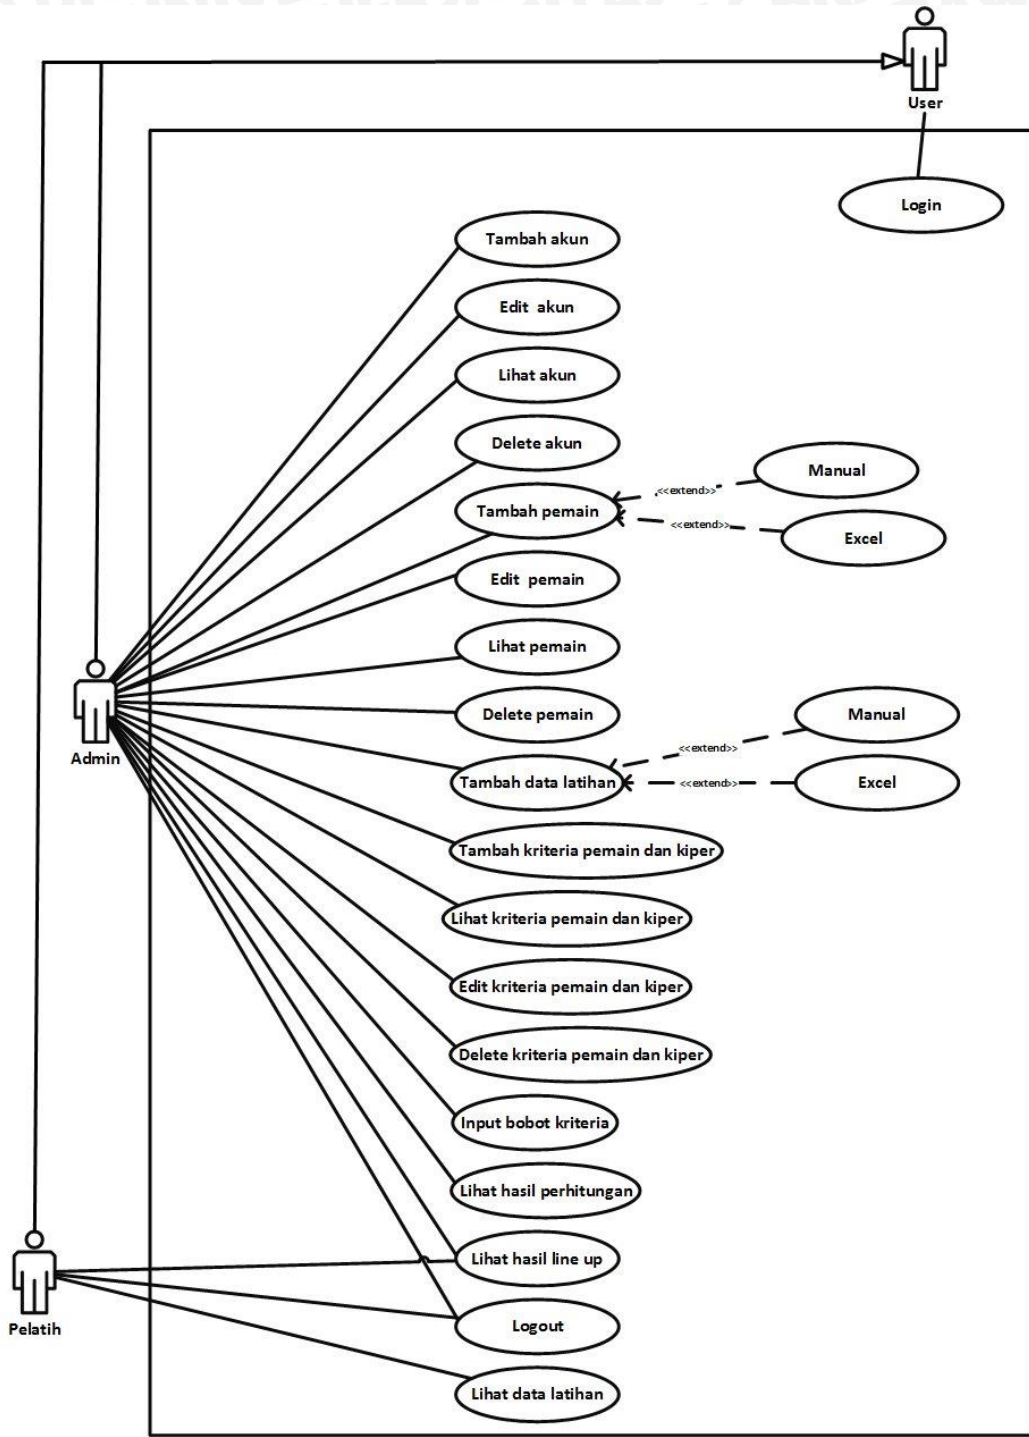 User
Login
Tambah akun
Edit akun
Lihat akun
Delete akun
Manual
<<extend>>
Tambah pemain
<<extend>>
Excel
Edit pemain
Lihat pemain
Delete pemain
Manual
Admin
<<extend>>
Tambah data latihan
<<extend>>
Excel
Tambah kriteria pemain dan kiper
Lihat kriteria pemain dan kiper
Edit kriteria pemain dan kiper
Delete kriteria pemain dan kiper
Input bobot kriteria
Lihat hasil perhitungan
Lihat hasil line up
Logout
Pelatih
Lihat data latihan